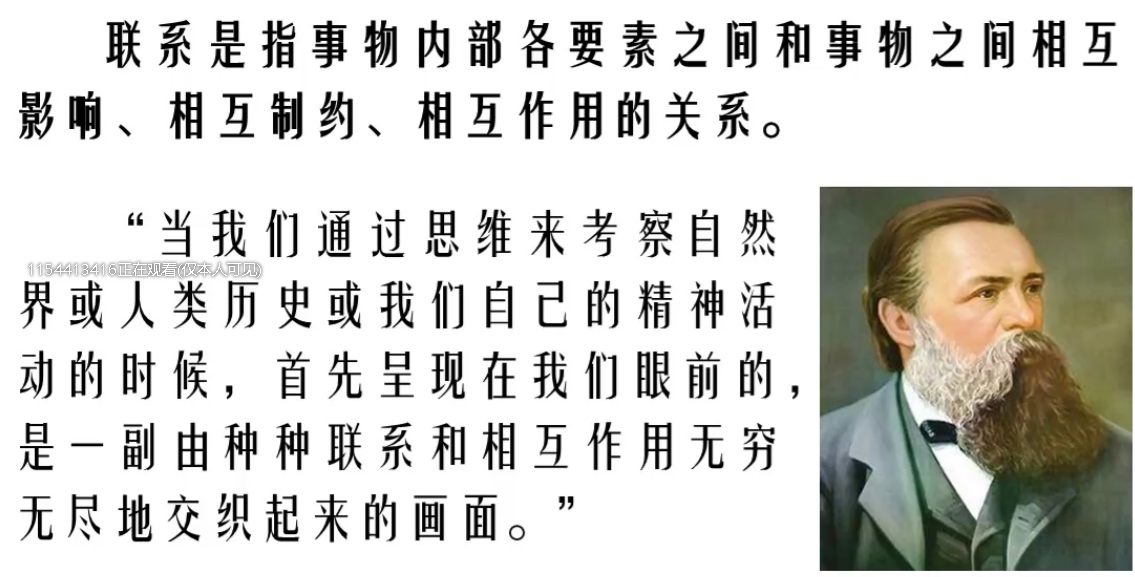 联系是指事物内部各要素之间和事物之间相互
影响、相互制约、相互作用的关系。
“当我们通过思维来考察自然
1154413416正在观看(仅本人可见)
界或人类历史或我们自己的精神活
动的时候，首先呈现在我们眼前的，
是一副由种种联系和相互作用无穷
无尽地交织起来的画面。”